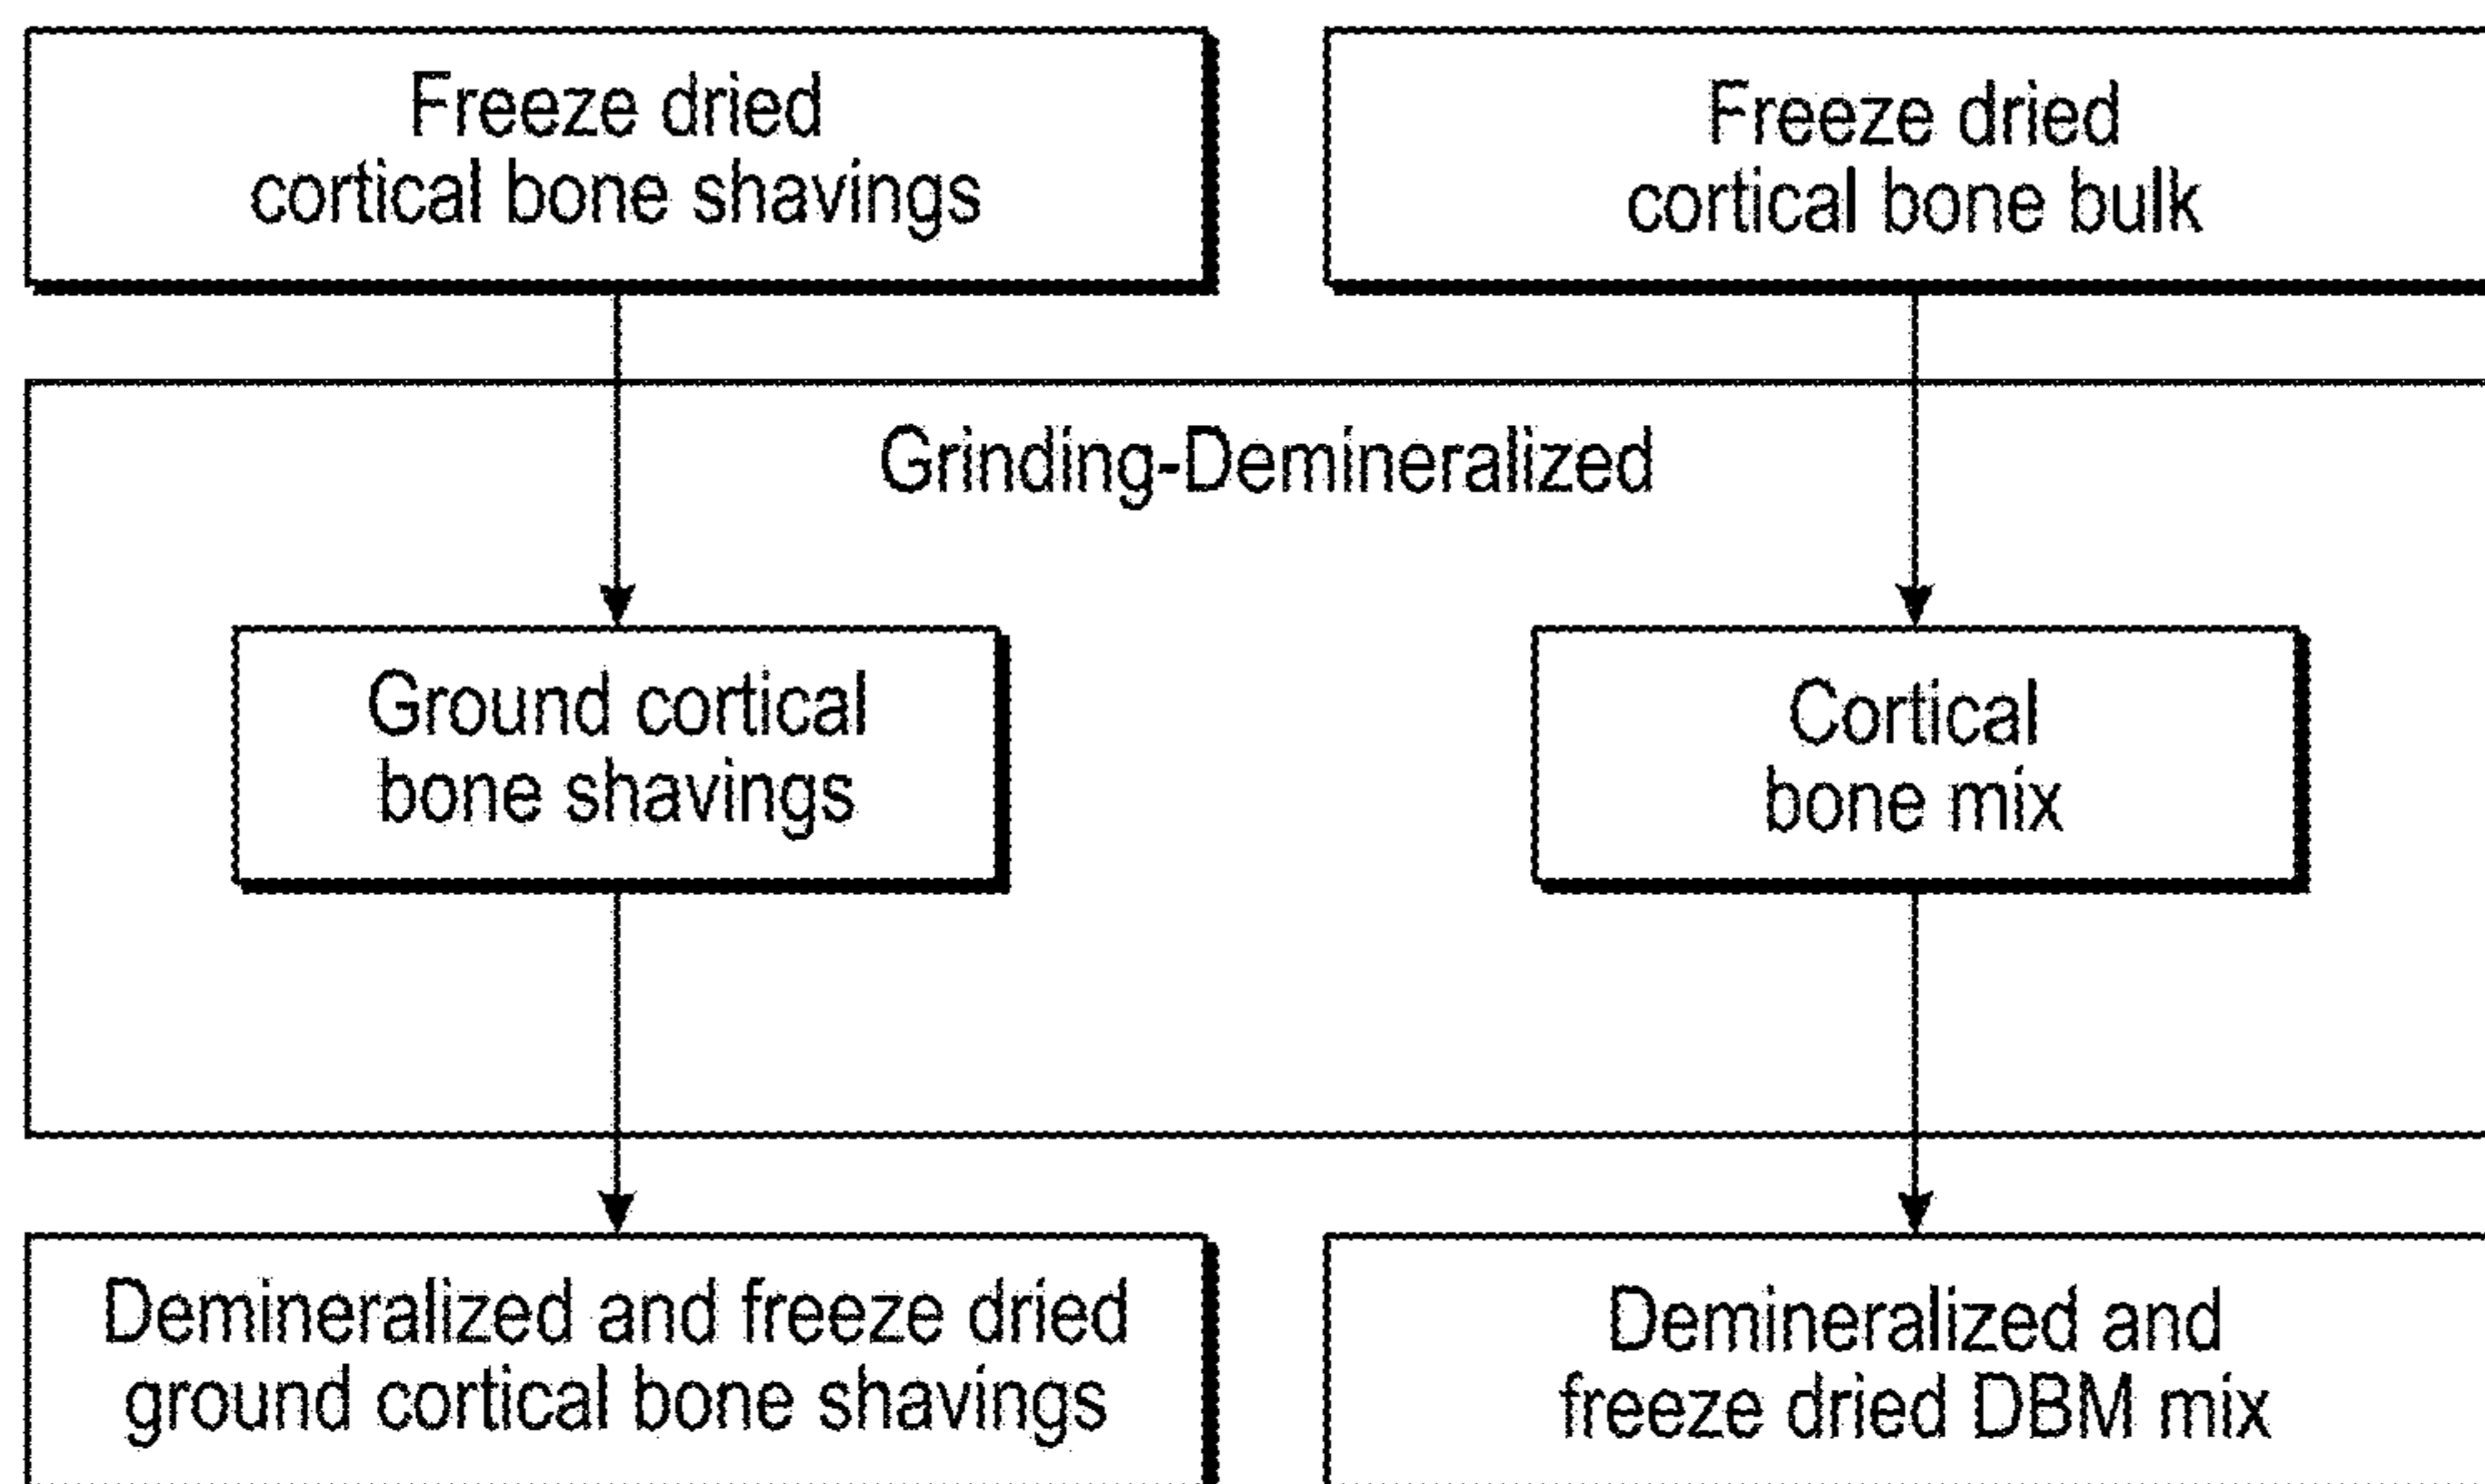 Freeze dried
cortical bone shavings
Freeze dried
cortical bone bulk
Grinding-Demineralized
Ground cortical
bone shavings
Cortical
bone mix
Demineralized and freeze dried
ground cortical bone shavings
Demineralized and
freeze dried DBM mix